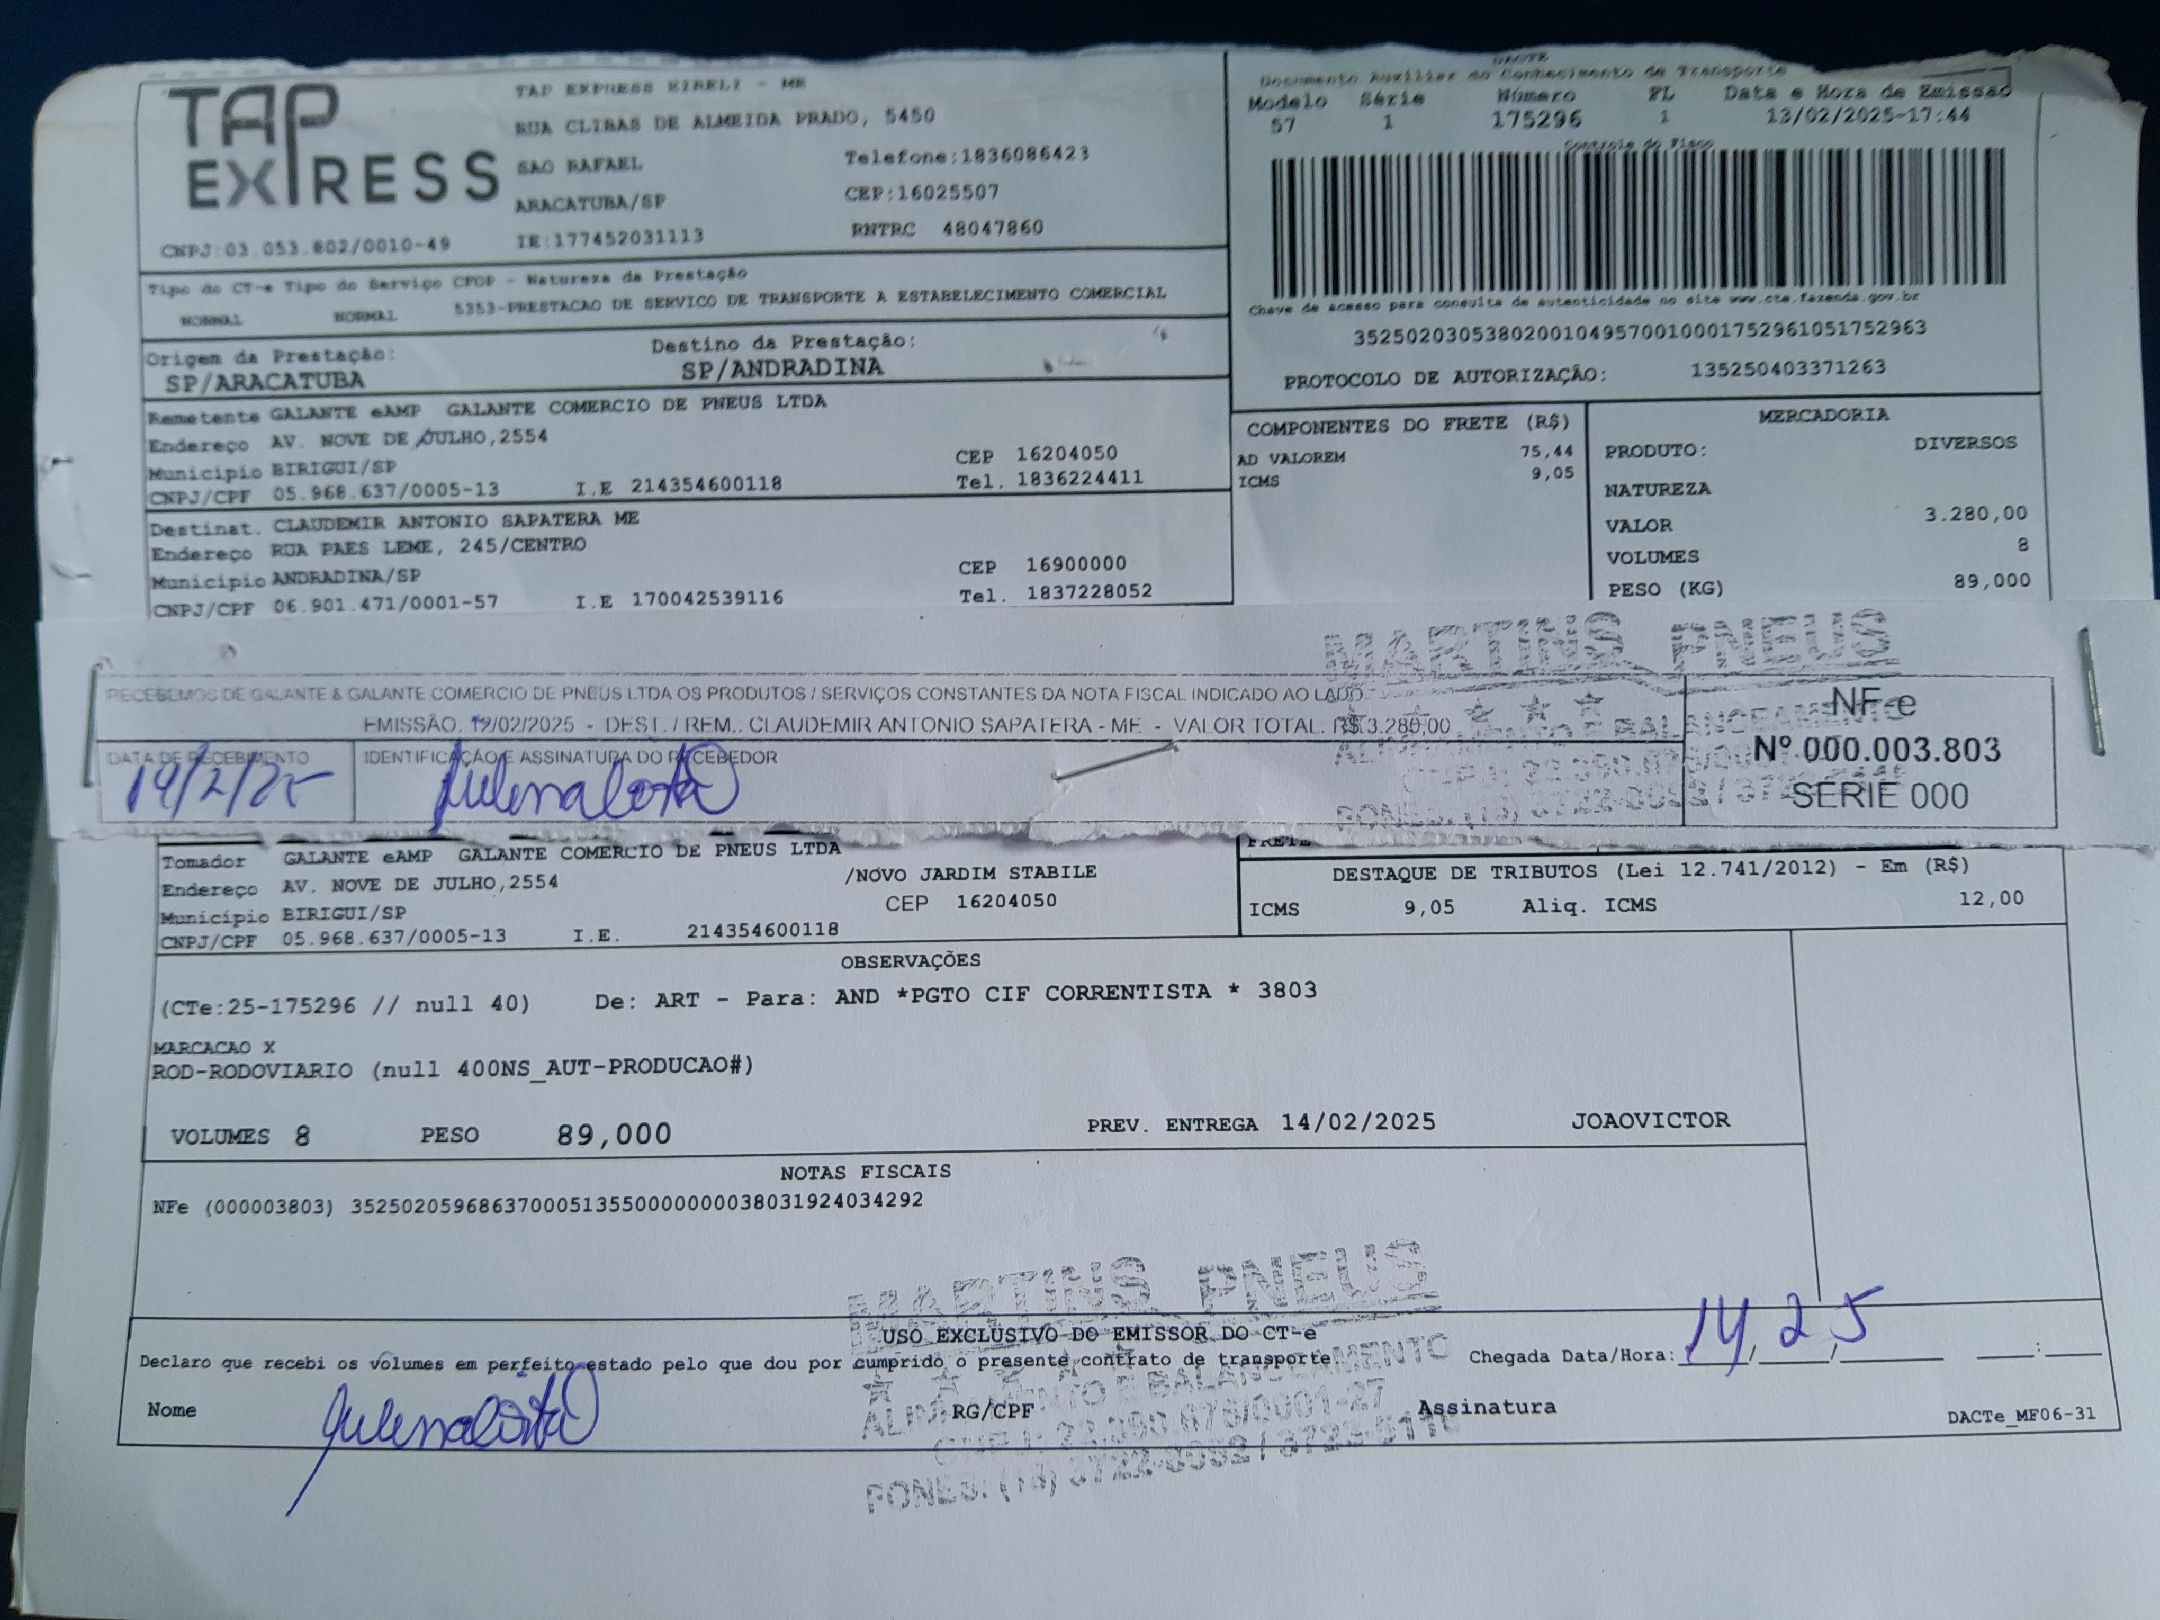 TAP EXPRESS
TAP EXPRESS EIRELI - ME
RUA CLIBAS DE ALMEIDA PRADO, 5450
SAO RAFAEL Telefone:1836086423
ARACATUBA/SP CEP:16025507
CNPJ:03.053.802/0010-49 IE:177452031113 RNTRC 48047860
DACTE
Documento Auxiliar do Conhecimento de Transporte
Modelo Série Número FL Data e Hora de Emissao
57 1 175296 1 13/02/2025-17:44
Controle do Fisco
Chave de acesso para consulta de autenticidade no site www.cte.fazenda.gov.br
35250203053802001049570010001752961051752963
PROTOCOLO DE AUTORIZAÇÃO: 135250403371263
Tipo do CT-e Tipo do Serviço CFOP - Natureza da Prestação
NORMAL NORMAL 5353-PRESTACAO DE SERVICO DE TRANSPORTE A ESTABELECIMENTO COMERCIAL
Origem da Prestação: Destino da Prestação:
SP/ARACATUBA SP/ANDRADINA
Remetente GALANTE eAMP GALANTE COMERCIO DE PNEUS LTDA
Endereço AV. NOVE DE JULHO,2554
Município BIRIGUI/SP CEP 16204050
CNPJ/CPF 05.968.637/0005-13 I.E 214354600118 Tel. 1836224411
Destinat. CLAUDEMIR ANTONIO SAPATERA ME
Endereço RUA PAES LEME, 245/CENTRO
Município ANDRADINA/SP CEP 16900000
CNPJ/CPF 06.901.471/0001-57 I.E 170042539116 Tel. 1837228052
COMPONENTES DO FRETE (R$)
AD VALOREM 75,44
ICMS 9,05
MERCADORIA
PRODUTO: DIVERSOS
NATUREZA
VALOR 3.280,00
VOLUMES 8
PESO (KG) 89,000
MARTINS PNEUS
RECEBEMOS DE GALANTE & GALANTE COMERCIO DE PNEUS LTDA OS PRODUTOS / SERVIÇOS CONSTANTES DA NOTA FISCAL INDICADO AO LADO.
EMISSÃO. 12/02/2025 - DEST. / REM.. CLAUDEMIR ANTONIO SAPATERA - ME - VALOR TOTAL. R$ 3.280,00
DATA DE RECEBIMENTO IDENTIFICAÇÃO E ASSINATURA DO RECEBEDOR
14/2/25
NF-e
Nº 000.003.803
SÉRIE 000
Tomador GALANTE eAMP GALANTE COMERCIO DE PNEUS LTDA
Endereço AV. NOVE DE JULHO,2554 /NOVO JARDIM STABILE
Município BIRIGUI/SP CEP 16204050
CNPJ/CPF 05.968.637/0005-13 I.E. 214354600118
FRETE
DESTAQUE DE TRIBUTOS (Lei 12.741/2012) - Em (R$)
ICMS 9,05 Aliq. ICMS 12,00
OBSERVAÇÕES
(CTe:25-175296 // null 40) De: ART - Para: AND *PGTO CIF CORRENTISTA * 3803
MARCACAO X
ROD-RODOVIARIO (null 400NS_AUT-PRODUCAO#)
VOLUMES 8 PESO 89,000 PREV. ENTREGA 14/02/2025 JOAOVICTOR
NOTAS FISCAIS
NFe (000003803) 35250205968637000513550000000038031924034292
MARTINS PNEUS
USO EXCLUSIVO DO EMISSOR DO CT-e
Declaro que recebi os volumes em perfeito estado pelo que dou por cumprido o presente contrato de transporte. Chegada Data/Hora: 14, 2, 5
ALINHAMENTO E BALANCEAMENTO
Nome RG/CPF Assinatura
DACTe_MF06-31